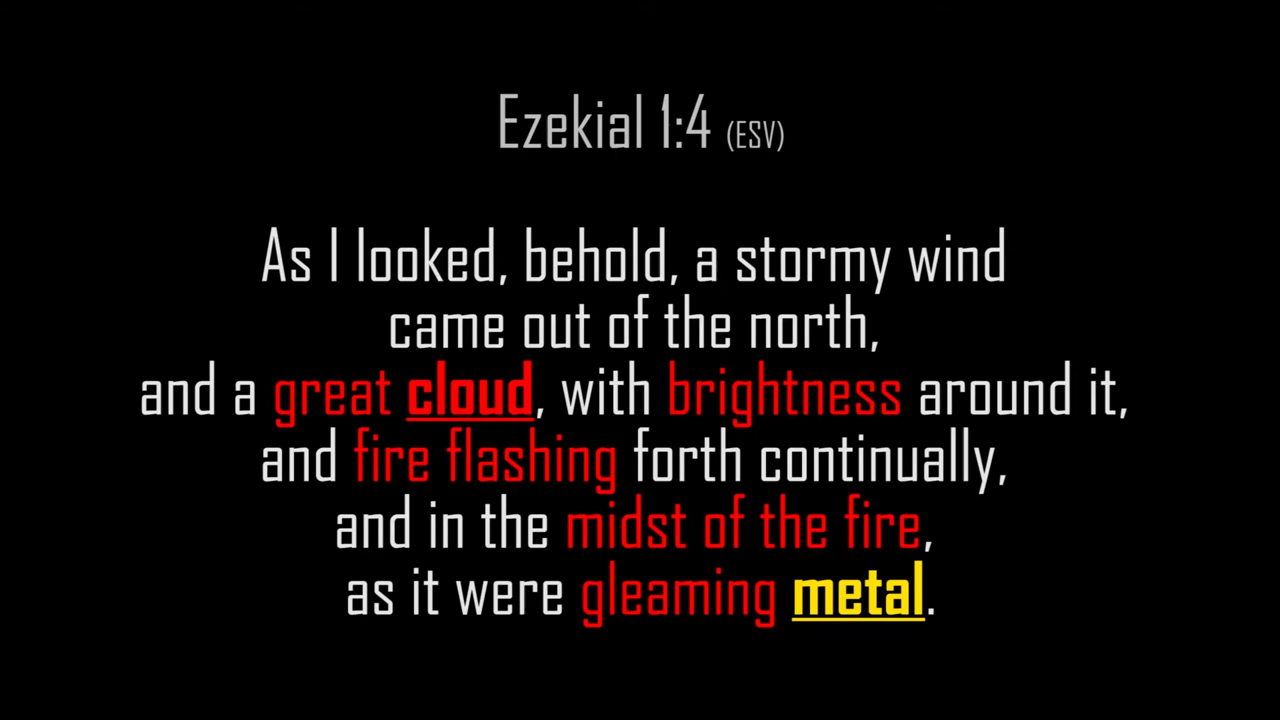 Ezekial 1:4 (ESV)
As I looked, behold, a stormy wind
came out of the north,
and a great cloud, with brightness around it,
and fire flashing forth continually,
and in the midst of the fire,
as it were gleaming metal.